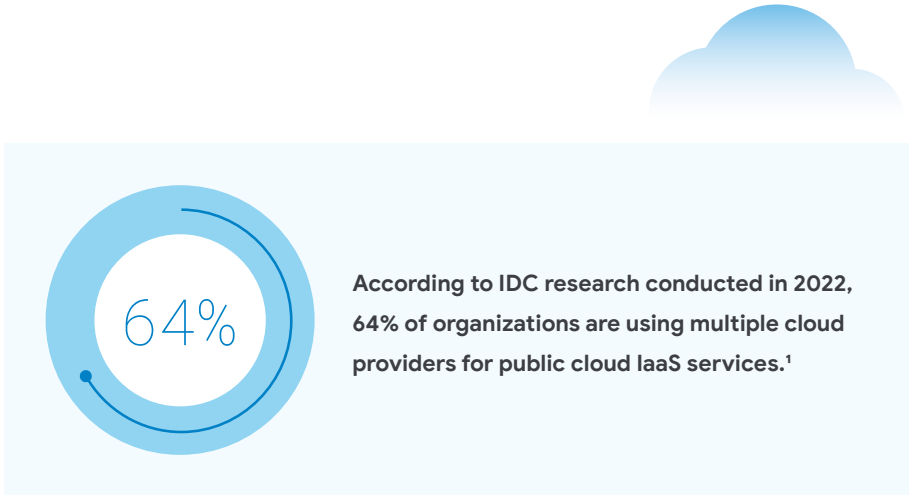 64%
According to IDC research conducted in 2022,
64% of organizations are using multiple cloud
providers for public cloud IaaS services.¹